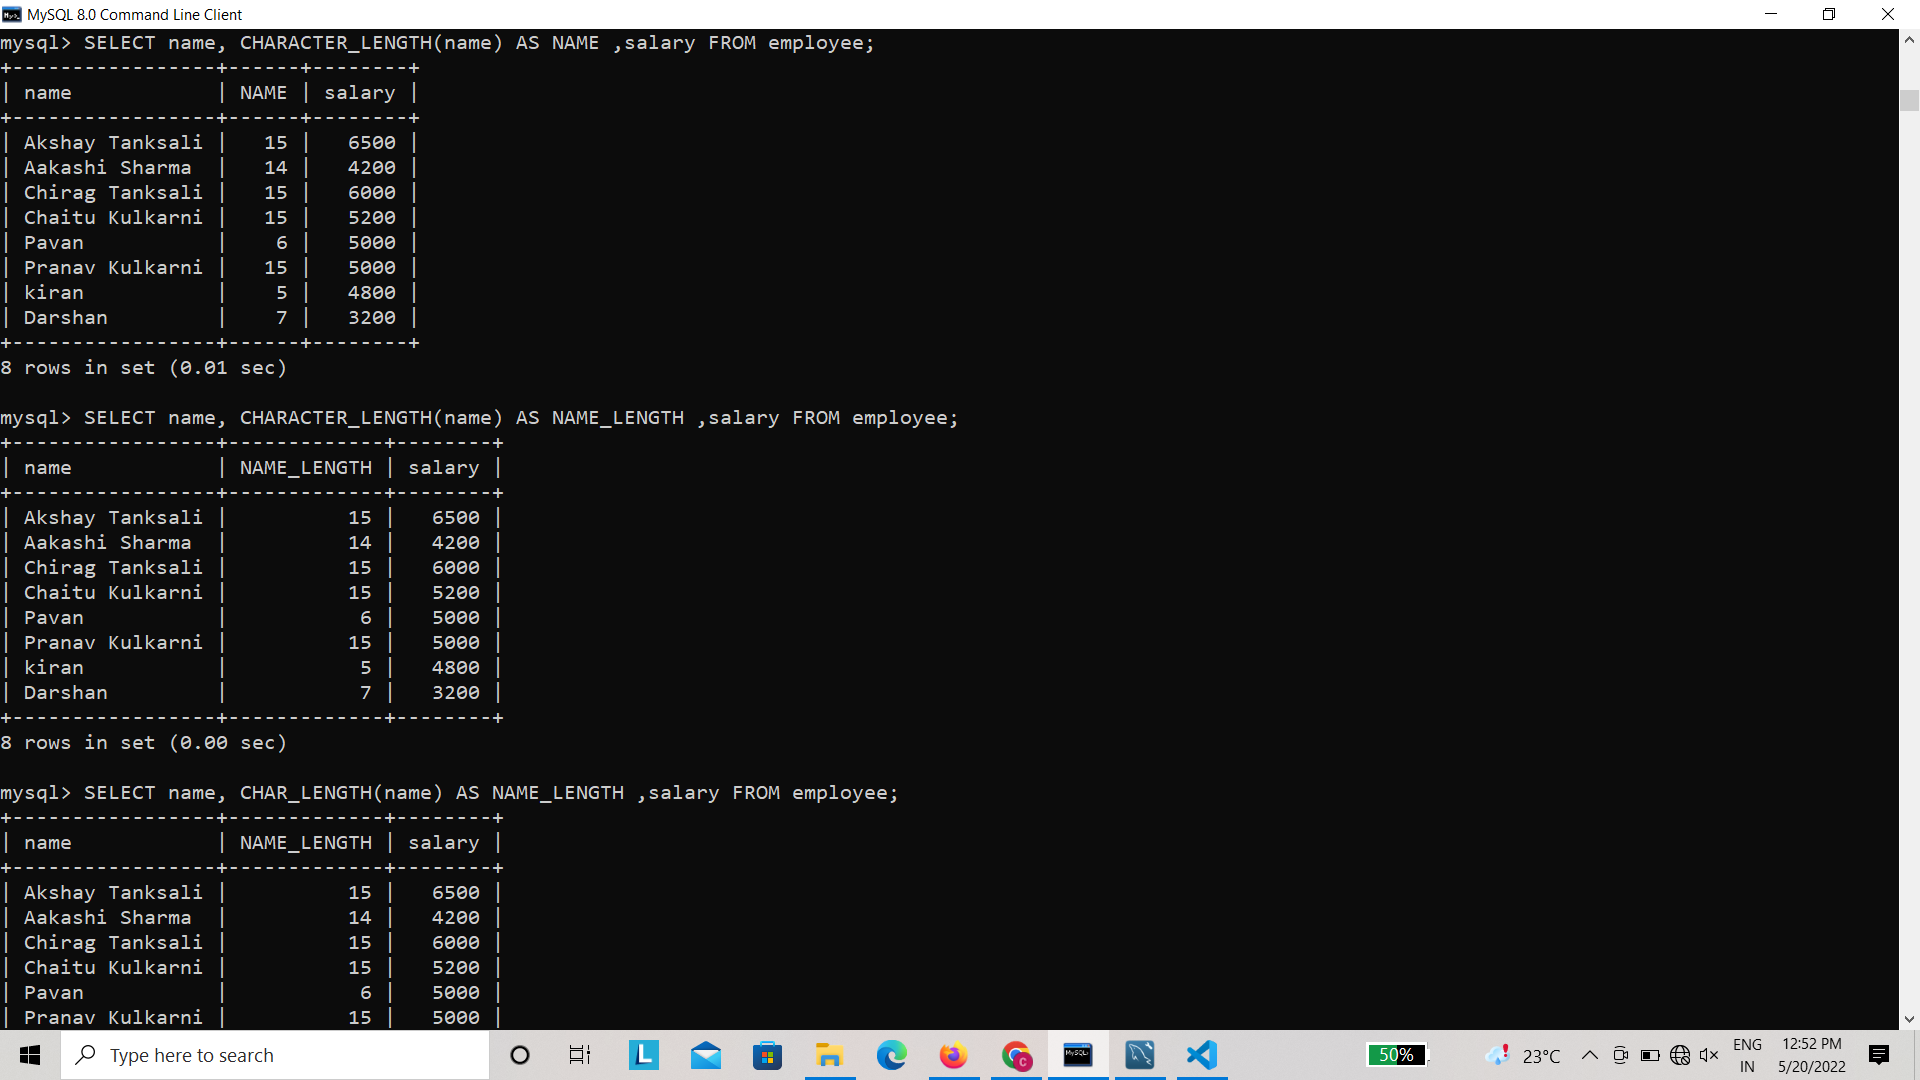 MySQL 8.0 Command Line Client
mysql> SELECT name, CHARACTER_LENGTH(name) AS NAME ,salary FROM employee;
+-----------------+------+--------+
| name            | NAME | salary |
+-----------------+------+--------+
| Akshay Tanksali |   15 |   6500 |
| Aakashi Sharma  |   14 |   4200 |
| Chirag Tanksali |   15 |   6000 |
| Chaitu Kulkarni |   15 |   5200 |
| Pavan           |    6 |   5000 |
| Pranav Kulkarni |   15 |   5000 |
| kiran           |    5 |   4800 |
| Darshan         |    7 |   3200 |
+-----------------+------+--------+
8 rows in set (0.01 sec)
mysql> SELECT name, CHARACTER_LENGTH(name) AS NAME_LENGTH ,salary FROM employee;
+-----------------+-------------+--------+
| name            | NAME_LENGTH | salary |
+-----------------+-------------+--------+
| Akshay Tanksali |          15 |   6500 |
| Aakashi Sharma  |          14 |   4200 |
| Chirag Tanksali |          15 |   6000 |
| Chaitu Kulkarni |          15 |   5200 |
| Pavan           |           6 |   5000 |
| Pranav Kulkarni |          15 |   5000 |
| kiran           |           5 |   4800 |
| Darshan         |           7 |   3200 |
+-----------------+-------------+--------+
8 rows in set (0.00 sec)
mysql> SELECT name, CHAR_LENGTH(name) AS NAME_LENGTH ,salary FROM employee;
+-----------------+-------------+--------+
| name            | NAME_LENGTH | salary |
+-----------------+-------------+--------+
| Akshay Tanksali |          15 |   6500 |
| Aakashi Sharma  |          14 |   4200 |
| Chirag Tanksali |          15 |   6000 |
| Chaitu Kulkarni |          15 |   5200 |
| Pavan           |           6 |   5000 |
| Pranav Kulkarni |          15 |   5000 |
Type here to search
L
C
MySQL
50%
23°C
ENG
IN
12:52 PM
5/20/2022